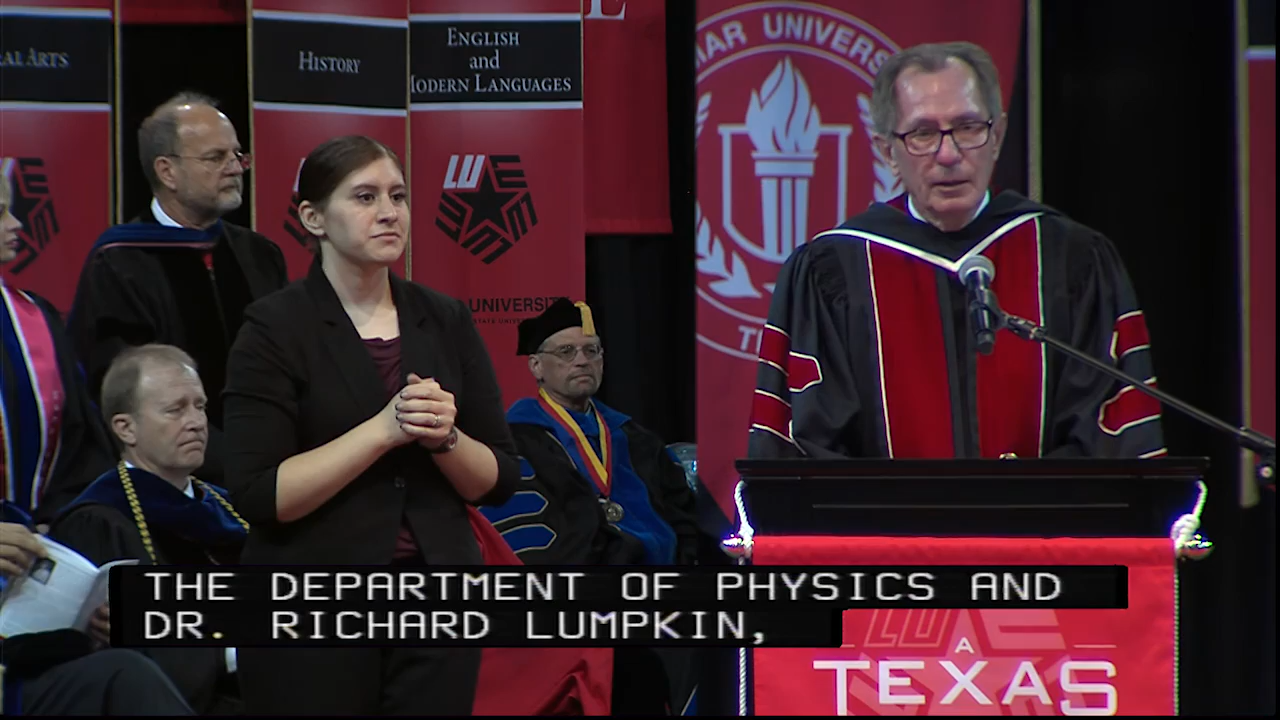 AL ARTS
HISTORY
ENGLISH
and
MODERN LANGUAGES
LU
UNIVERSITY
MAR UNIVERS
THE DEPARTMENT OF PHYSICS AND
DR. RICHARD LUMPKIN,
LU
A
TEXAS